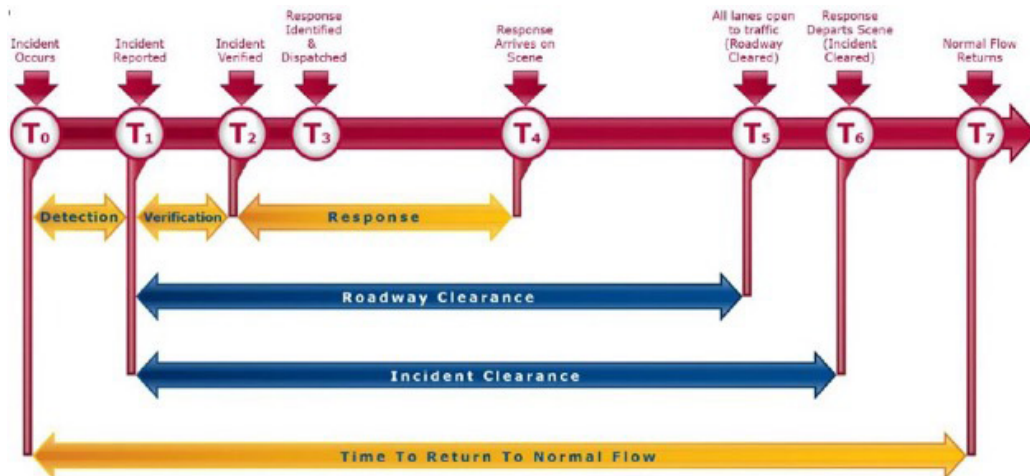 Incident
Occurs
Incident
Reported
Incident
Verified
Response
Identified
&
Dispatched
Response
Arrives on
Scene
All lanes open
to traffic
(Roadway
Cleared)
Response
Departs Scene
(Incident
Cleared)
Normal Flow
Returns
T0
T1
T2
T3
T4
T5
T6
T7
Detection
Verification
Response
Roadway Clearance
Incident Clearance
Time To Return To Normal Flow